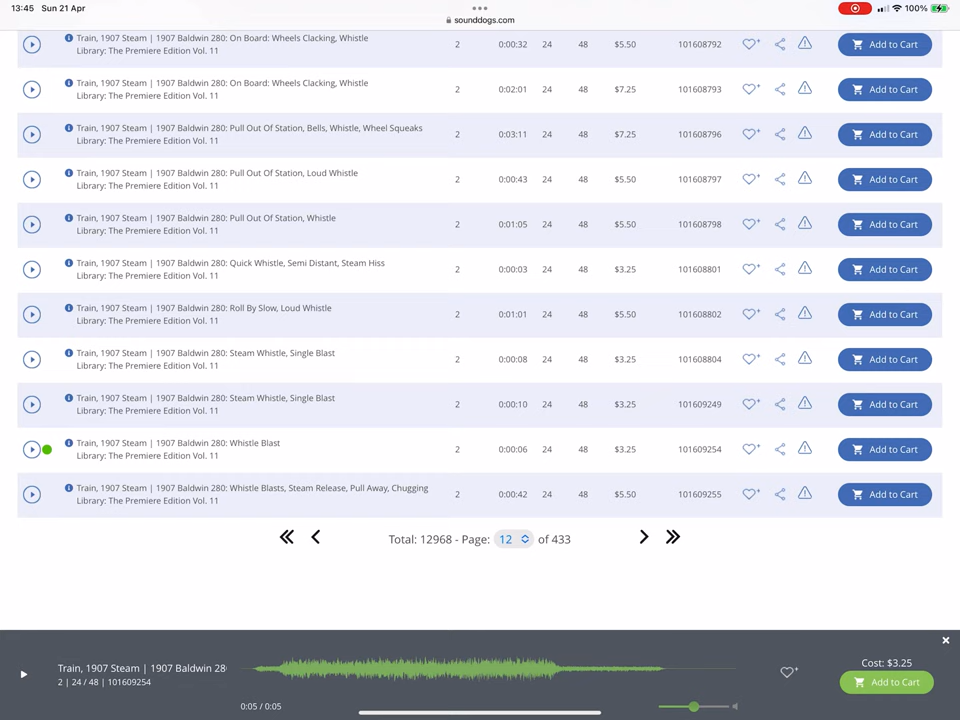 13:45 Sun 21 Apr
100%
sounddogs.com
Train, 1907 Steam | 1907 Baldwin 280: On Board: Wheels Clacking, Whistle
Library: The Premiere Edition Vol. 11
2 0:00:32 24 48 $5.50 101608792 Add to Cart
Train, 1907 Steam | 1907 Baldwin 280: On Board: Wheels Clacking, Whistle
Library: The Premiere Edition Vol. 11
2 0:02:01 24 48 $7.25 101608793 Add to Cart
Train, 1907 Steam | 1907 Baldwin 280: Pull Out Of Station, Bells, Whistle, Wheel Squeaks
Library: The Premiere Edition Vol. 11
2 0:03:11 24 48 $7.25 101608796 Add to Cart
Train, 1907 Steam | 1907 Baldwin 280: Pull Out Of Station, Loud Whistle
Library: The Premiere Edition Vol. 11
2 0:00:43 24 48 $5.50 101608797 Add to Cart
Train, 1907 Steam | 1907 Baldwin 280: Pull Out Of Station, Whistle
Library: The Premiere Edition Vol. 11
2 0:01:05 24 48 $5.50 101608798 Add to Cart
Train, 1907 Steam | 1907 Baldwin 280: Quick Whistle, Semi Distant, Steam Hiss
Library: The Premiere Edition Vol. 11
2 0:00:03 24 48 $3.25 101608801 Add to Cart
Train, 1907 Steam | 1907 Baldwin 280: Roll By Slow, Loud Whistle
Library: The Premiere Edition Vol. 11
2 0:01:01 24 48 $5.50 101608802 Add to Cart
Train, 1907 Steam | 1907 Baldwin 280: Steam Whistle, Single Blast
Library: The Premiere Edition Vol. 11
2 0:00:08 24 48 $3.25 101608804 Add to Cart
Train, 1907 Steam | 1907 Baldwin 280: Steam Whistle, Single Blast
Library: The Premiere Edition Vol. 11
2 0:00:10 24 48 $3.25 101609249 Add to Cart
Train, 1907 Steam | 1907 Baldwin 280: Whistle Blast
Library: The Premiere Edition Vol. 11
2 0:00:06 24 48 $3.25 101609254 Add to Cart
Train, 1907 Steam | 1907 Baldwin 280: Whistle Blasts, Steam Release, Pull Away, Chugging
Library: The Premiere Edition Vol. 11
2 0:00:42 24 48 $5.50 101609255 Add to Cart
Total: 12968 - Page: 12 of 433
Train, 1907 Steam | 1907 Baldwin 28
2 | 24 / 48 | 101609254
0:05 / 0:05
Cost: $3.25
Add to Cart